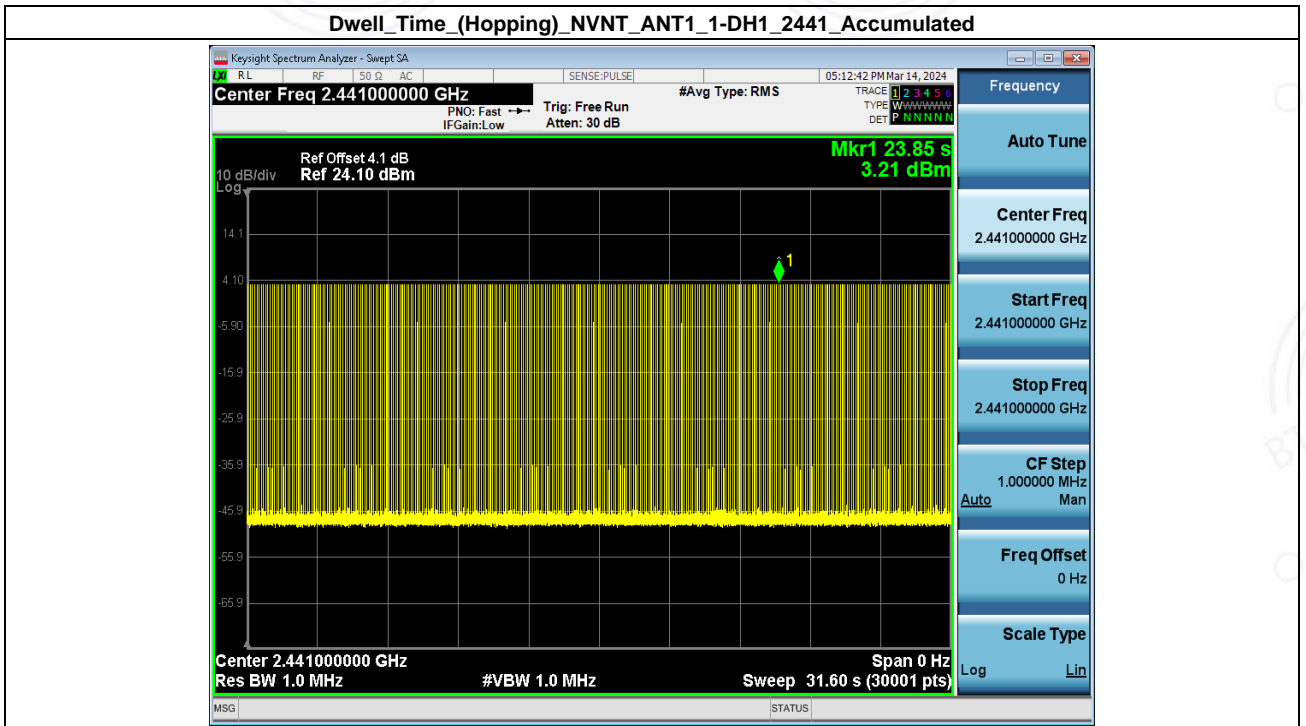 Dwell_Time_(Hopping)_NVNT_ANT1_1-DH1_2441_Accumulated
Keysight Spectrum Analyzer - Swept SA
LXI RL RF 50 Ω AC SENSE:PULSE 05:12:42 PM Mar 14, 2024
Center Freq 2.441000000 GHz
PNO: Fast
IFGain:Low
Trig: Free Run
Atten: 30 dB
#Avg Type: RMS
TRACE 1 2 3 4 5 6
TYPE WWWWWW
DET P N N N N N
Frequency
Mkr1 23.85 s
3.21 dBm
Ref Offset 4.1 dB
10 dB/div Ref 24.10 dBm
Log
14.1
4.10
-5.90
-15.9
-25.9
-35.9
-45.9
-55.9
-65.9
1
Center 2.441000000 GHz Span 0 Hz
Res BW 1.0 MHz #VBW 1.0 MHz Sweep 31.60 s (30001 pts)
MSG STATUS
Auto Tune
Center Freq
2.441000000 GHz
Start Freq
2.441000000 GHz
Stop Freq
2.441000000 GHz
CF Step
1.000000 MHz
Auto Man
Freq Offset
0 Hz
Scale Type
Log Lin